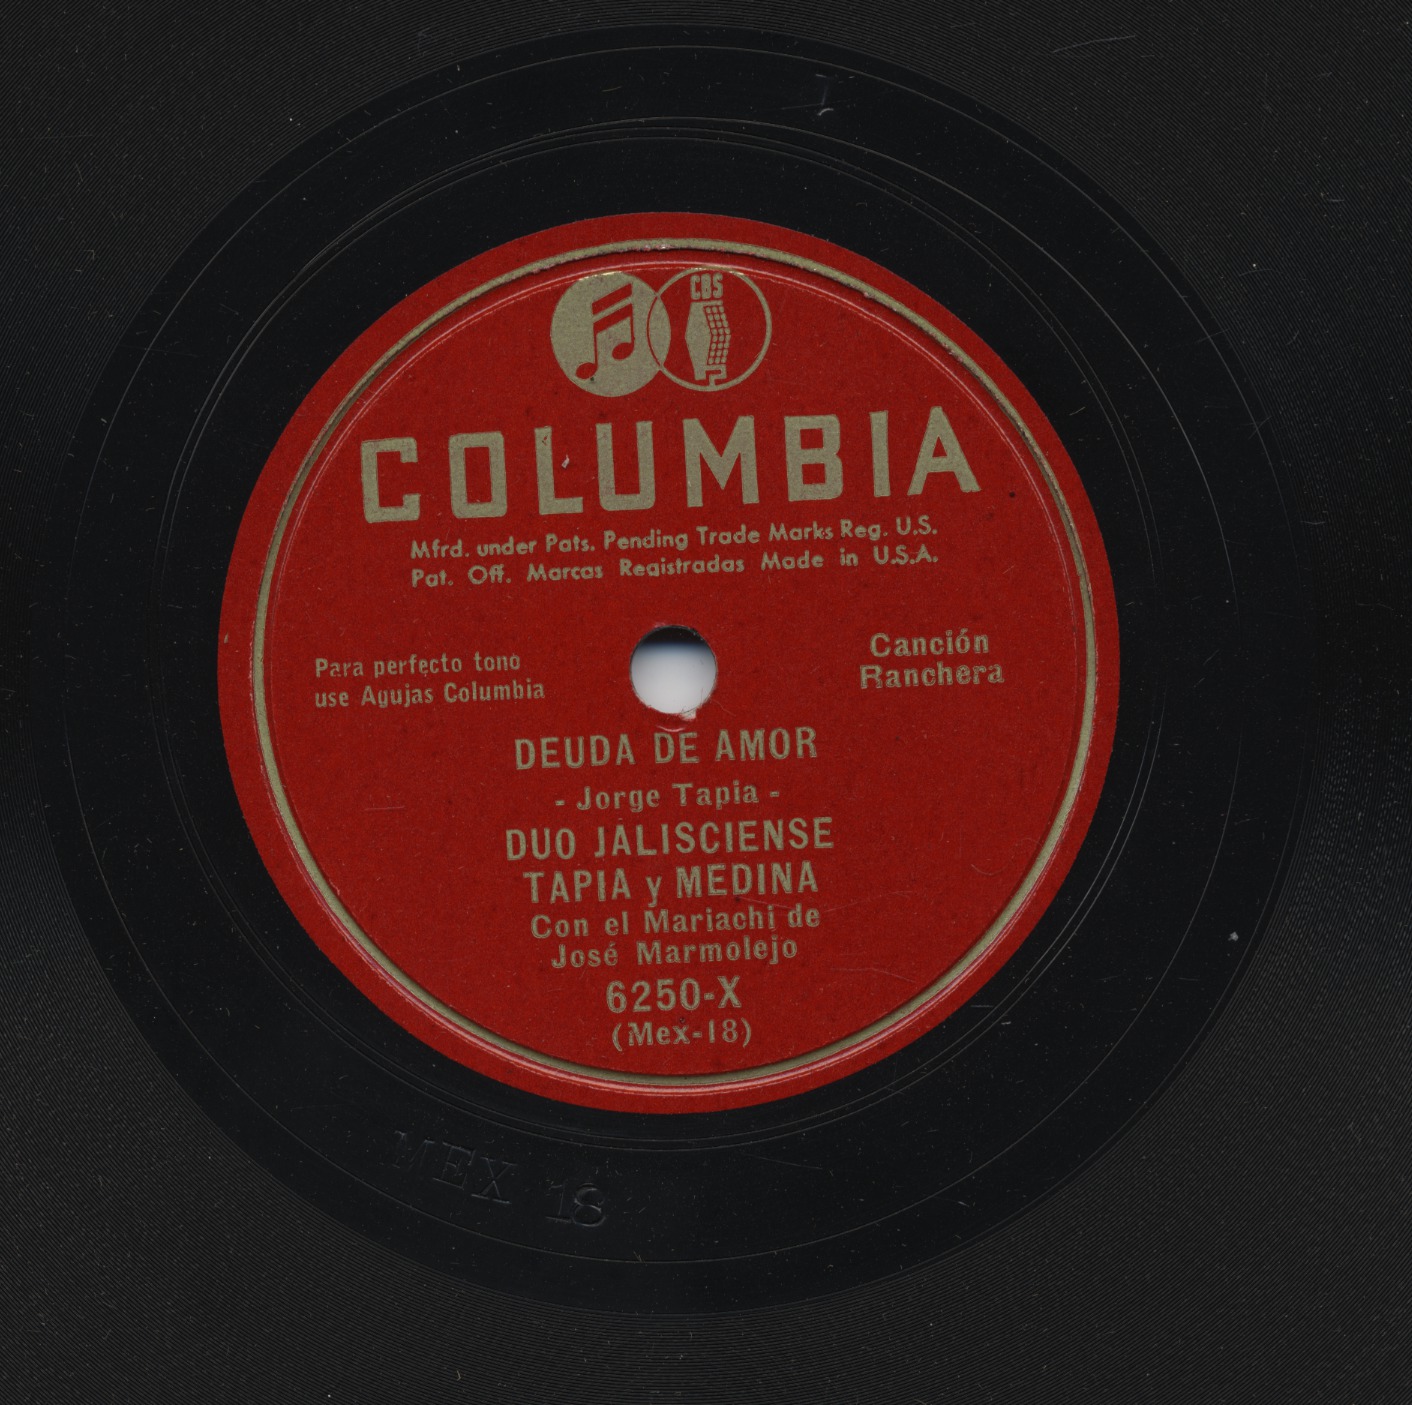 I
CBS
COLUMBIA
Mfrd. under Pats. Pending Trade Marks Reg. U.S.
Pat. Off. Marcas Registradas Made in U.S.A.
Para perfecto tono
use Agujas Columbia
Canción
Ranchera
DEUDA DE AMOR
- Jorge Tapia -
DUO JALISCIENSE
TAPIA y MEDINA
Con el Mariachi de
José Marmolejo
6250-X
(Mex-18)
MEX 18